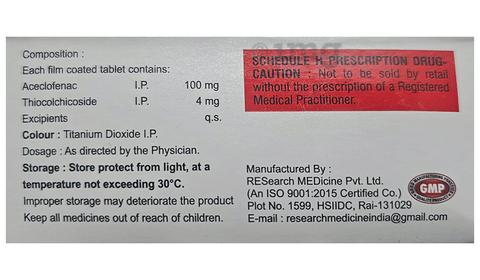 Composition :
Each film coated tablet contains:
Aceclofenac I.P. 100 mg
Thiocolchicoside I.P. 4 mg
Excipients q.s.
Colour : Titanium Dioxide I.P.
Dosage : As directed by the Physician.
Storage : Store protect from light, at a
temperature not exceeding 30°C.
Improper storage may deteriorate the product
Keep all medicines out of reach of children.
SCHEDULE H PRESCRIPTION DRUG-
CAUTION : Not to be sold by retail
without the prescription of a Registered
Medical Practitioner.
Manufactured By :
RESearch MEDicine Pvt. Ltd.
(An ISO 9001:2015 Certified Co.)
Plot No. 1599, HSIIDC, Rai-131029
E-mail : researchmedicineindia@gmail.com
GMP